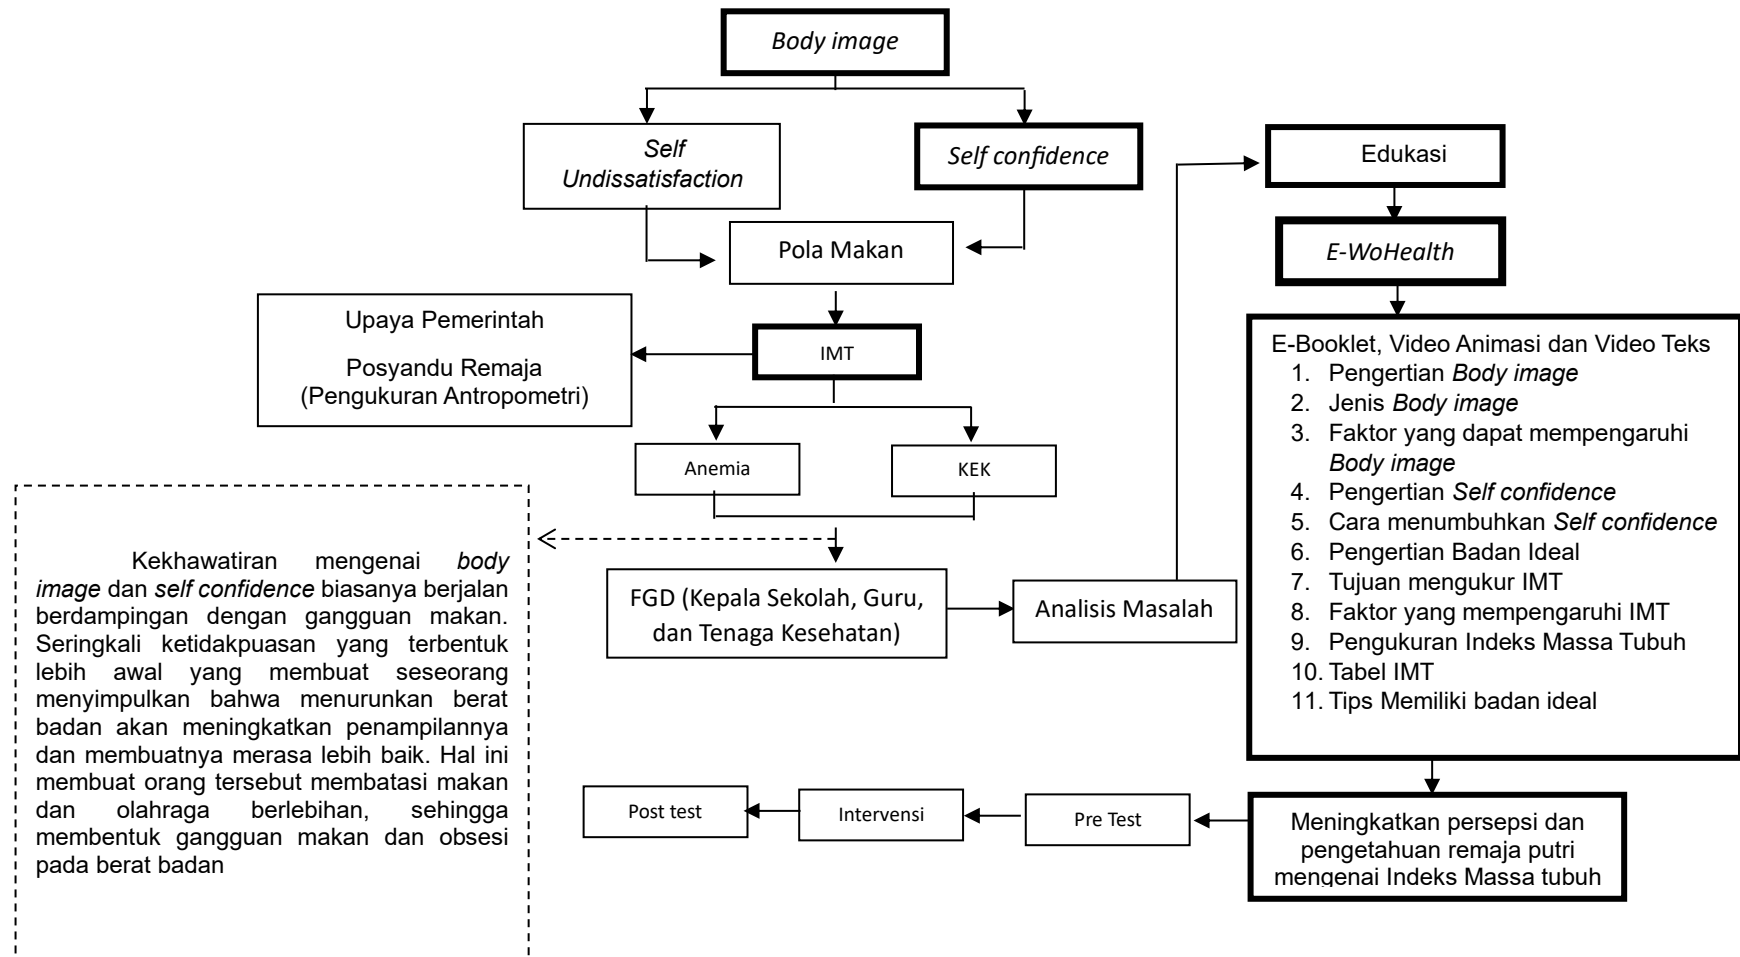 Body image
Self
Undissatisfaction
Self confidence
Edukasi
Pola Makan
E-WoHealth
Upaya Pemerintah
Posyandu Remaja
(Pengukuran Antropometri)
IMT
E-Booklet, Video Animasi dan Video Teks
1. Pengertian Body image
2. Jenis Body image
3. Faktor yang dapat mempengaruhi
Body image
4. Pengertian Self confidence
5. Cara menumbuhkan Self confidence
6. Pengertian Badan Ideal
7. Tujuan mengukur IMT
8. Faktor yang mempengaruhi IMT
9. Pengukuran Indeks Massa Tubuh
10. Tabel IMT
11. Tips Memiliki badan ideal
Anemia
KEK
Kekhawatiran mengenai body
image dan self confidence biasanya berjalan
berdampingan dengan gangguan makan.
Seringkali ketidakpuasan yang terbentuk
lebih awal yang membuat seseorang
menyimpulkan bahwa menurunkan berat
badan akan meningkatkan penampilannya
dan membuatnya merasa lebih baik. Hal ini
membuat orang tersebut membatasi makan
dan olahraga berlebihan, sehingga
membentuk gangguan makan dan obsesi
pada berat badan
FGD (Kepala Sekolah, Guru,
dan Tenaga Kesehatan)
Analisis Masalah
Post test
Intervensi
Pre Test
Meningkatkan persepsi dan
pengetahuan remaja putri
mengenai Indeks Massa tubuh